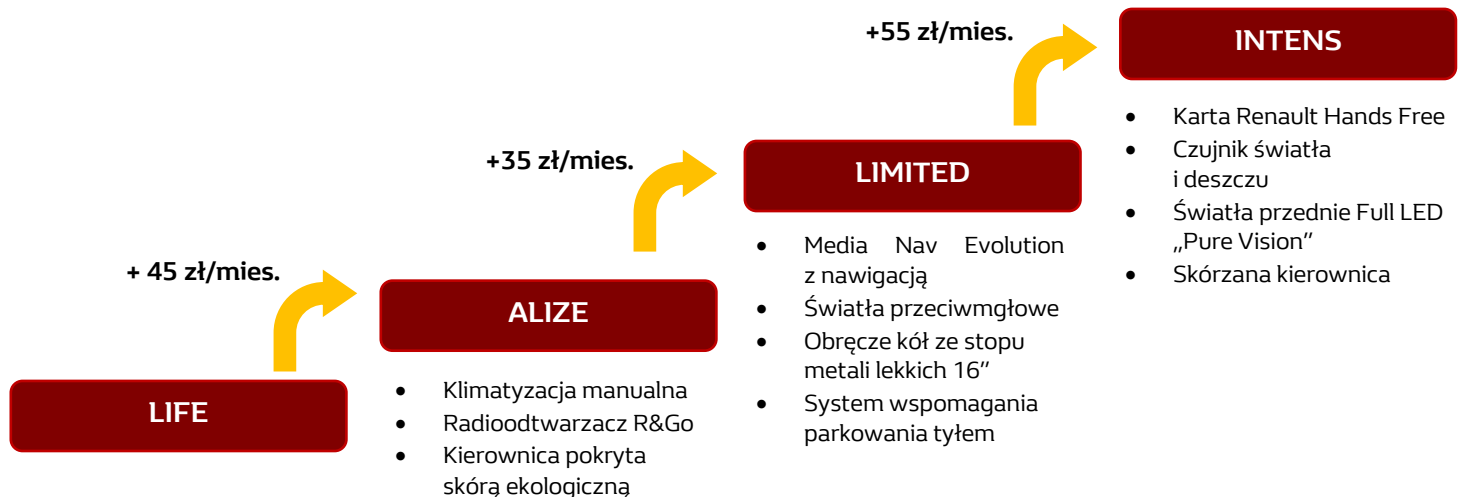 + 45 zł/mies.
+35 zł/mies.
+55 zł/mies.
LIFE
ALIZE
• Klimatyzacja manualna
• Radioodtwarzacz R&Go
• Kierownica pokryta
skórą ekologiczną
LIMITED
• Media Nav Evolution
z nawigacją
• Światła przeciwmgłowe
• Obręcze kół ze stopu
metali lekkich 16”
• System wspomagania
parkowania tyłem
INTENS
• Karta Renault Hands Free
• Czujnik światła
i deszczu
• Światła przednie Full LED
„Pure Vision”
• Skórzana kierownica